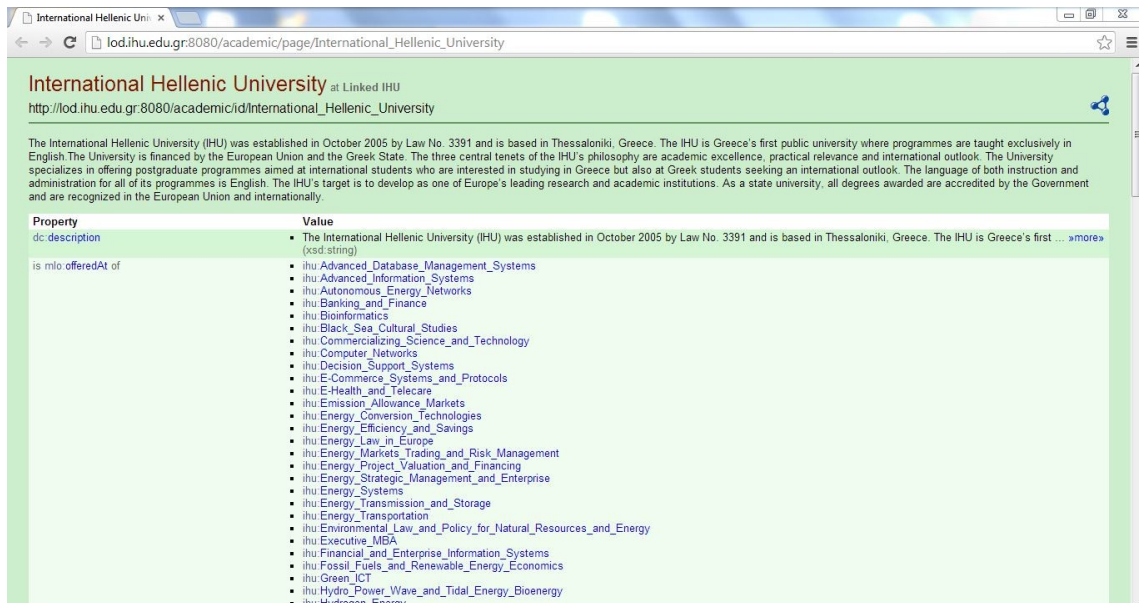 International Hellenic Univ
lod.ihu.edu.gr:8080/academic/page/International_Hellenic_University
International Hellenic University at Linked IHU
http://lod.ihu.edu.gr:8080/academic/id/International_Hellenic_University
The International Hellenic University (IHU) was established in October 2005 by Law No. 3391 and is based in Thessaloniki, Greece. The IHU is Greece's first public university where programmes are taught exclusively in
English.The University is financed by the European Union and the Greek State. The three central tenets of the IHU's philosophy are academic excellence, practical relevance and international outlook. The University
specializes in offering postgraduate programmes aimed at international students who are interested in studying in Greece but also at Greek students seeking an international outlook. The language of both instruction and
administration for all of its programmes is English. The IHU's target is to develop as one of Europe's leading research and academic institutions. As a state university, all degrees awarded are accredited by the Government
and are recognized in the European Union and internationally.
Property Value
dc:description ▪ The International Hellenic University (IHU) was established in October 2005 by Law No. 3391 and is based in Thessaloniki, Greece. The IHU is Greece's first ... »more»
(xsd:string)
is mlo:offeredAt of ▪ ihu:Advanced_Database_Management_Systems
▪ ihu:Advanced_Information_Systems
▪ ihu:Autonomous_Energy_Networks
▪ ihu:Banking_and_Finance
▪ ihu:Bioinformatics
▪ ihu:Black_Sea_Cultural_Studies
▪ ihu:Commercializing_Science_and_Technology
▪ ihu:Computer_Networks
▪ ihu:Decision_Support_Systems
▪ ihu:E-Commerce_Systems_and_Protocols
▪ ihu:E-Health_and_Telecare
▪ ihu:Emission_Allowance_Markets
▪ ihu:Energy_Conversion_Technologies
▪ ihu:Energy_Efficiency_and_Savings
▪ ihu:Energy_Law_in_Europe
▪ ihu:Energy_Markets_Trading_and_Risk_Management
▪ ihu:Energy_Project_Valuation_and_Financing
▪ ihu:Energy_Strategic_Management_and_Enterprise
▪ ihu:Energy_Systems
▪ ihu:Energy_Transmission_and_Storage
▪ ihu:Energy_Transportation
▪ ihu:Environmental_Law_and_Policy_for_Natural_Resources_and_Energy
▪ ihu:Executive_MBA
▪ ihu:Financial_and_Enterprise_Information_Systems
▪ ihu:Fossil_Fuels_and_Renewable_Energy_Economics
▪ ihu:Green_ICT
▪ ihu:Hydro_Power_Wave_and_Tidal_Energy_Bioenergy
▪ ihu:Hydrogen_Energy